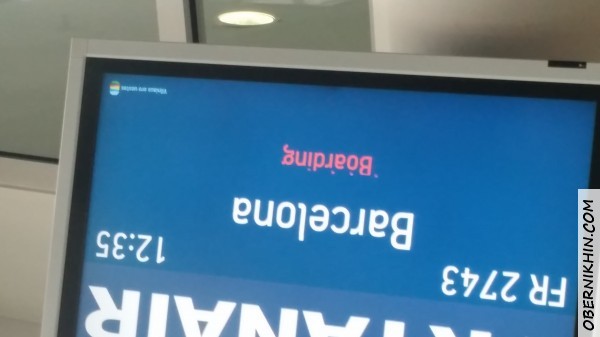 RYANAIR
FR 2743 12:35
Barcelona
Boarding
OBERNIKHIN.COM